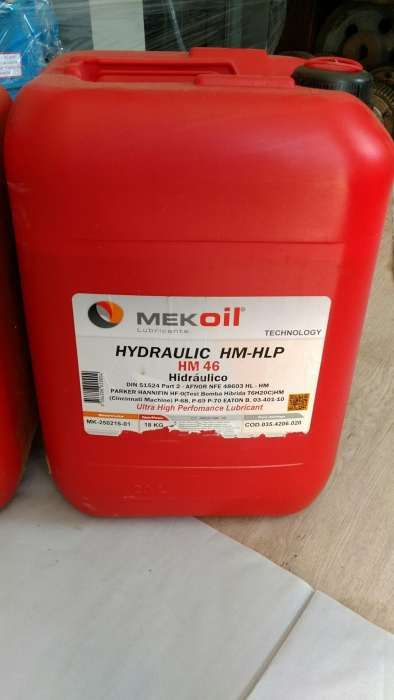 MEKOIL®
Lubricante
TECHNOLOGY
HYDRAULIC HM-HLP
HM 46
Hidráulico
DIN 51524 Part 2 - AFNOR NFE 48603 HL - HM
PARKER HANNIFIN HF-0(Test Bomba Híbrida T6H20C)HM
(Cincinnati Machine) P-68, P-69 P-70 EATON B. 03-401-10
Ultra High Perfomance Lubricant
MK-250216-01 18 KG COD.035.4206.020